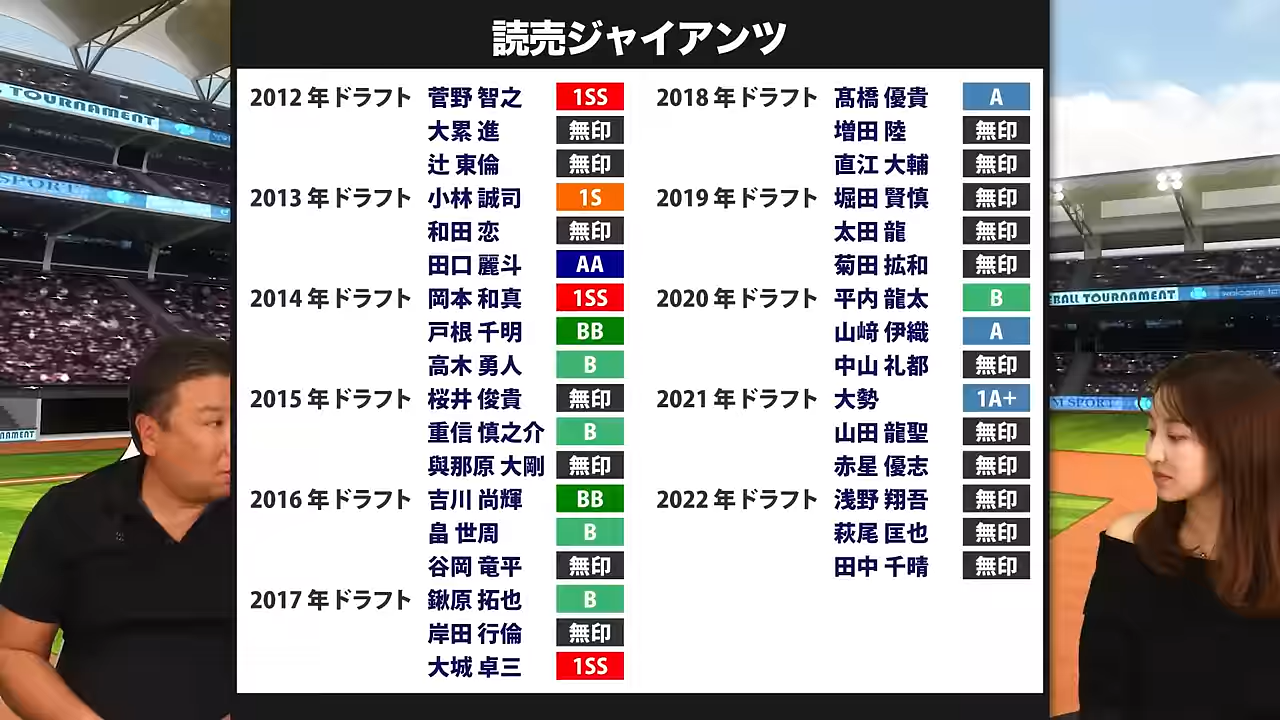 読売ジャイアンツ
2012年ドラフト 菅野 智之 1SS
大累 進 無印
辻 東倫 無印
2013年ドラフト 小林 誠司 1S
和田 恋 無印
田口 麗斗 AA
2014年ドラフト 岡本 和真 1SS
戸根 千明 BB
高木 勇人 B
2015年ドラフト 桜井 俊貴 無印
重信 慎之介 B
與那原 大剛 無印
2016年ドラフト 吉川 尚輝 BB
畠 世周 B
谷岡 竜平 無印
2017年ドラフト 鍬原 拓也 B
岸田 行倫 無印
大城 卓三 1SS
2018年ドラフト 髙橋 優貴 A
増田 陸 無印
直江 大輔 無印
2019年ドラフト 堀田 賢慎 無印
太田 龍 無印
菊田 拡和 無印
2020年ドラフト 平内 龍太 B
山﨑 伊織 A
中山 礼都 無印
2021年ドラフト 大勢 1A+
山田 龍聖 無印
赤星 優志 無印
2022年ドラフト 浅野 翔吾 無印
萩尾 匡也 無印
田中 千晴 無印
TOURNAMENT
SPORT
NAMENT
BALL TOURNAMENT
welcome to
M SPORT